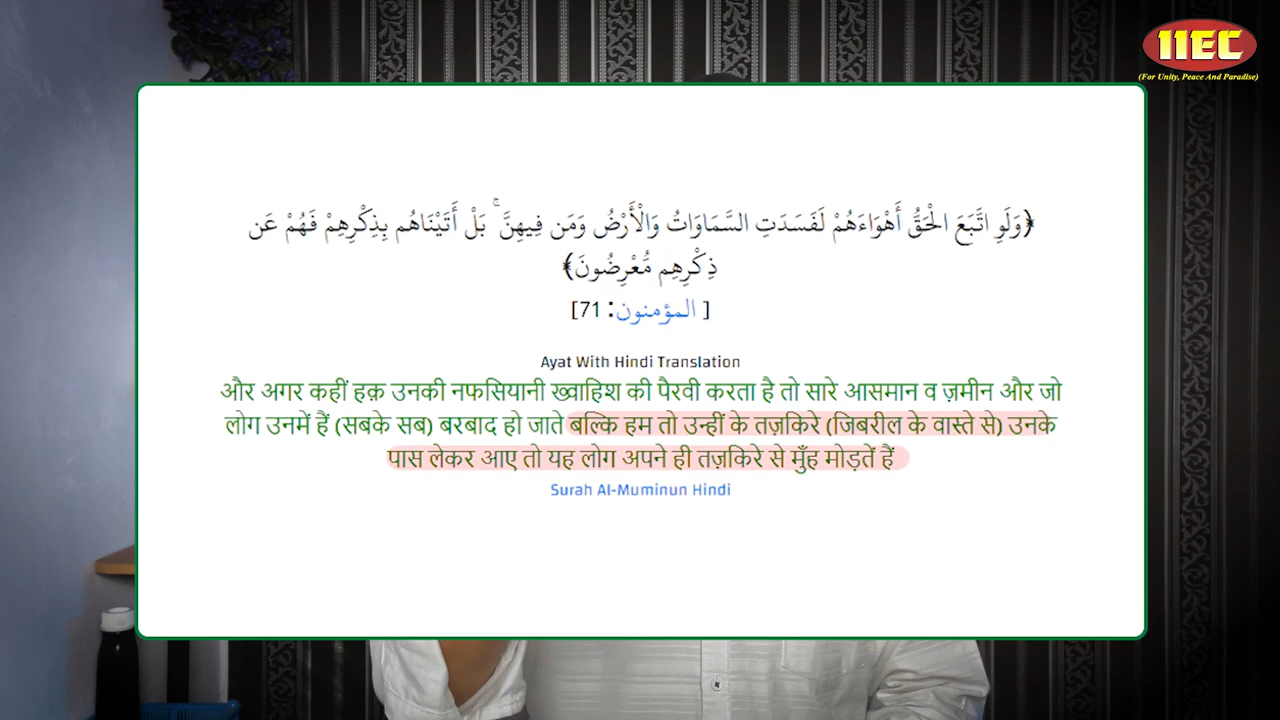 IIEC
(For Unity, Peace And Paradise)
﴿وَلَوِ اتَّبَعَ الْحَقُّ أَهْوَاءَهُمْ لَفَسَدَتِ السَّمَاوَاتُ وَالْأَرْضُ وَمَن فِيهِنَّ ۚ بَلْ أَتَيْنَاهُم بِذِكْرِهِمْ فَهُمْ عَن
ذِكْرِهِم مُّعْرِضُونَ﴾
[ المؤمنون: 71]
Ayat With Hindi Translation
और अगर कहीं हक़ उनकी नफसियानी ख्वाहिश की पैरवी करता है तो सारे आसमान व ज़मीन और जो
लोग उनमें हैं (सबके सब) बरबाद हो जाते बल्कि हम तो उन्हीं के तज़किरे (जिबरील के वास्ते से) उनके
पास लेकर आए तो यह लोग अपने ही तज़किरे से मुँह मोड़तें हैं
Surah Al-Muminun Hindi